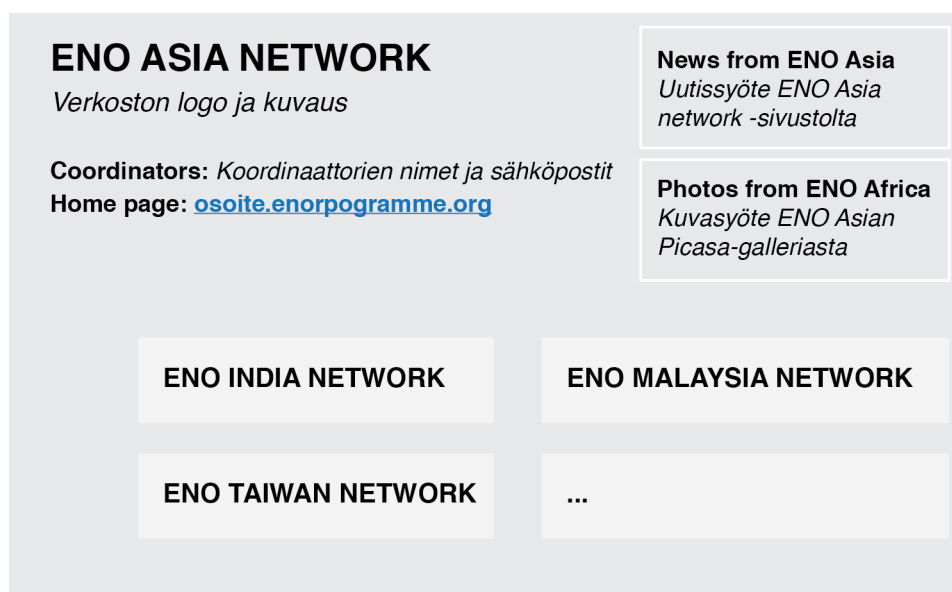 ENO ASIA NETWORK
Verkoston logo ja kuvaus
Coordinators: Koordinaattorien nimet ja sähköpostit
Home page: osoite.enorpogramme.org
News from ENO Asia
Uutissyöte ENO Asia
network -sivustolta
Photos from ENO Africa
Kuvasyöte ENO Asian
Picasa-galleriasta
ENO INDIA NETWORK
ENO MALAYSIA NETWORK
ENO TAIWAN NETWORK
...